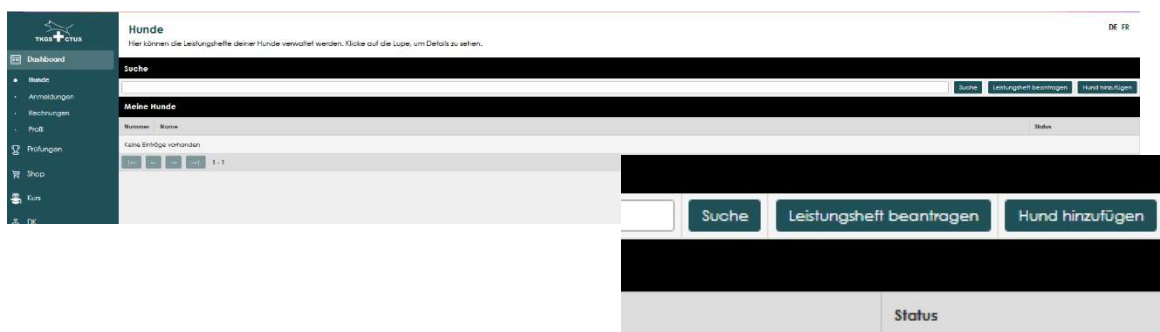 TKGS CTUS
Hunde
Hier können die Leistungshefte deiner Hunde verwaltet werden. Klicke auf die Lupe, um Details zu sehen.
DE FR
Dashboard
Hunde
Anmeldungen
Rechnungen
Profil
Prüfungen
Shop
Kurs
DK
Suche
Suche Leistungsheft beantragen Hund hinzufügen
Meine Hunde
Nummer Name Status
Keine Einträge vorhanden
1 - 1
Suche Leistungsheft beantragen Hund hinzufügen
Status